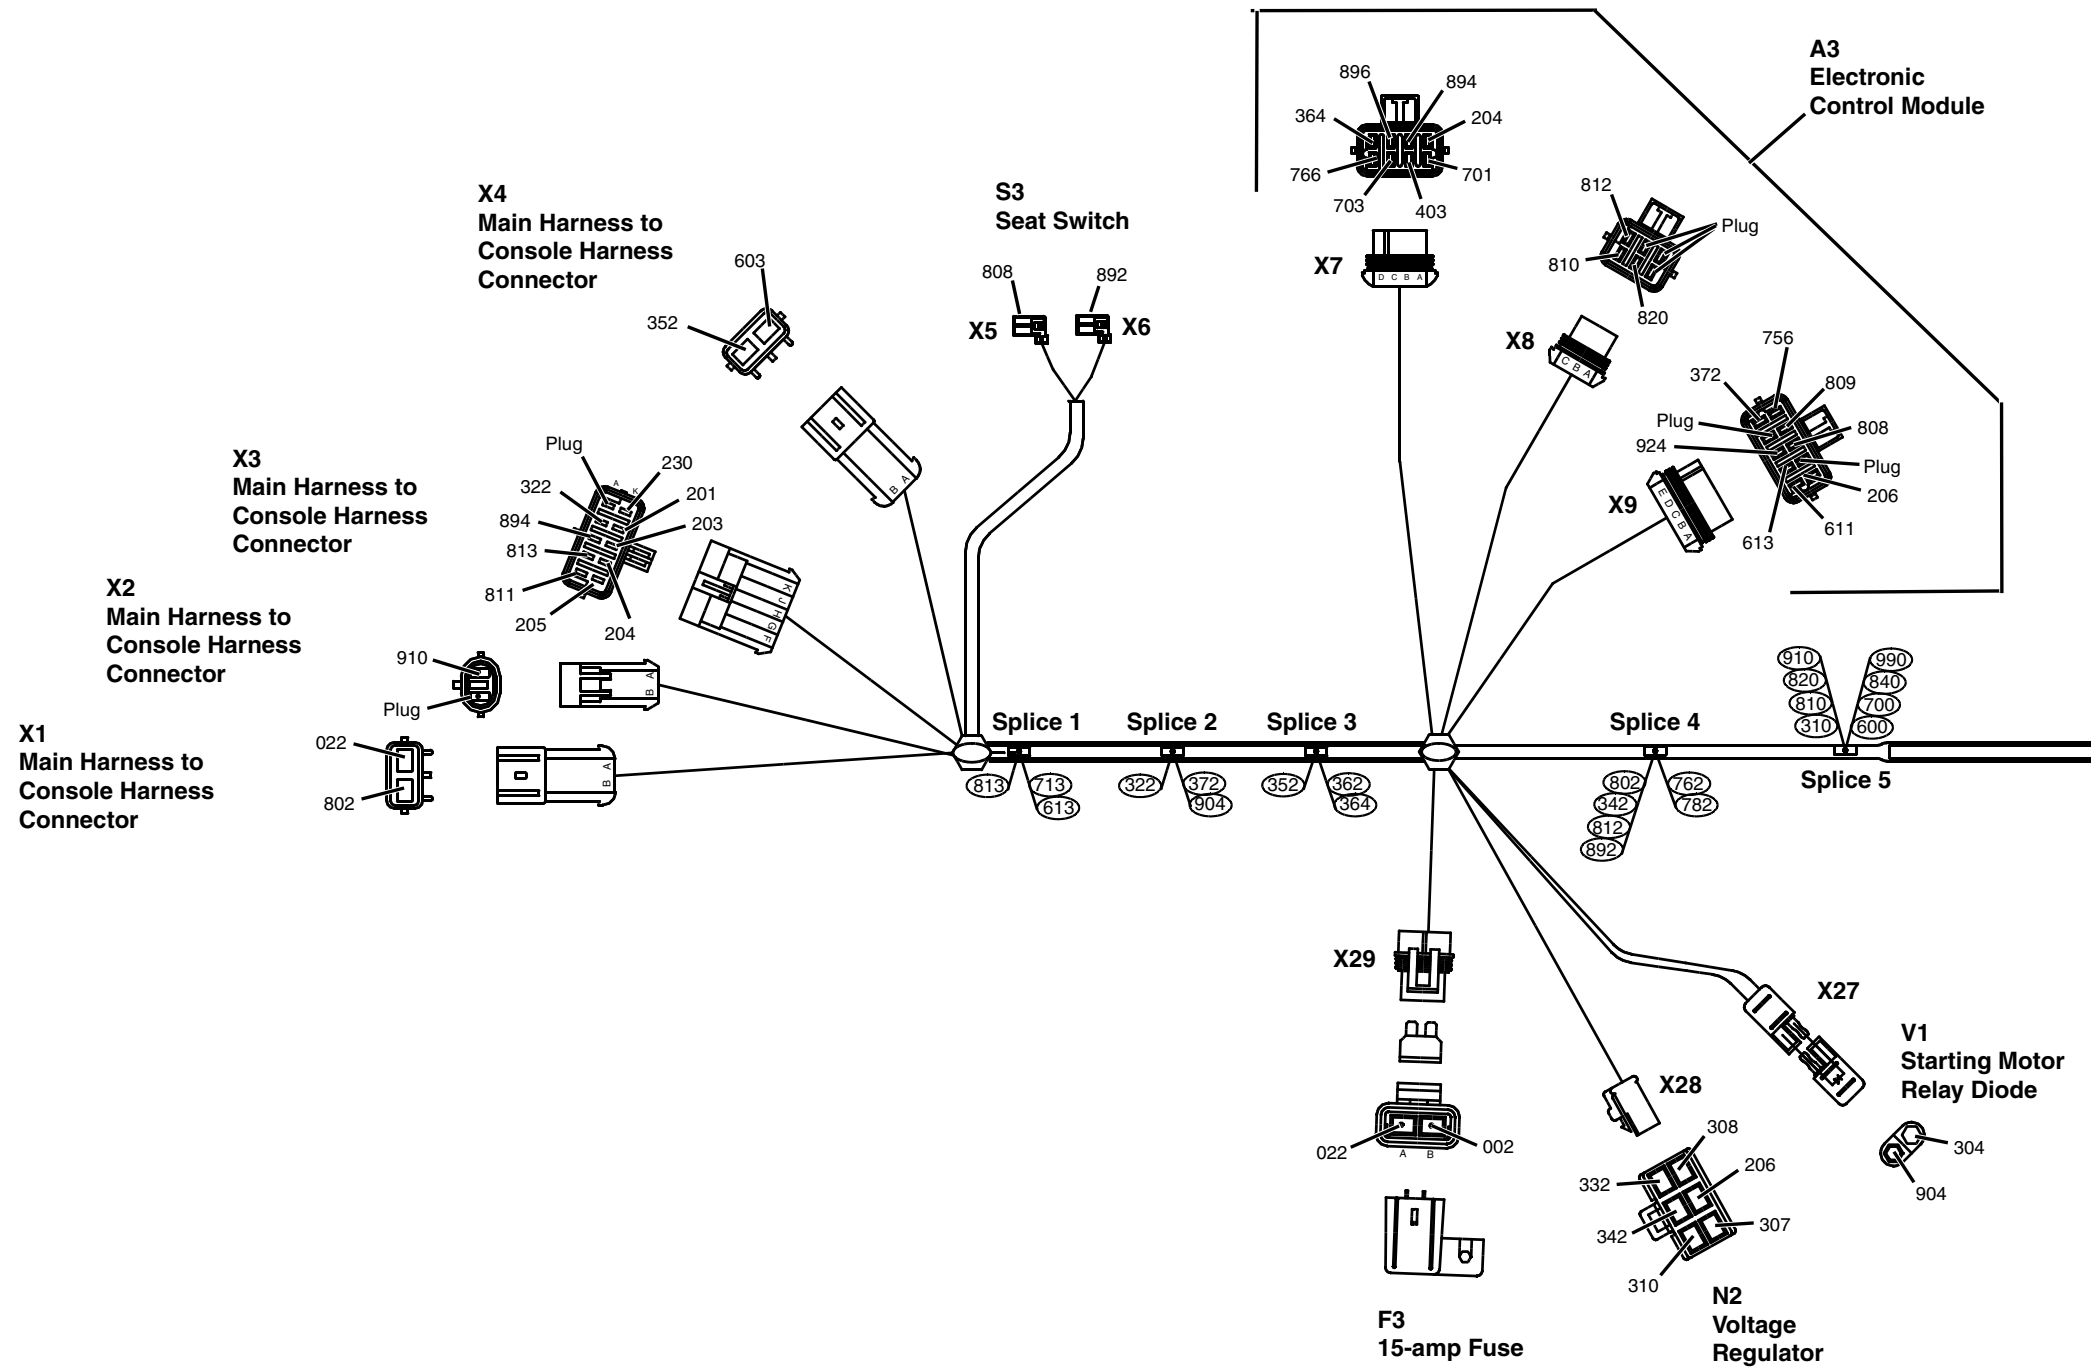 A3
Electronic
Control Module
896
894
364
204
766
701
703
403
X7
D C B A
812
Plug
810
820
X8
C B A
756
372
809
Plug
808
924
Plug
206
611
613
X9
E D C B A
X4
Main Harness to
Console Harness
Connector
603
352
B A
S3
Seat Switch
808
892
X5
X6
X3
Main Harness to
Console Harness
Connector
Plug
230
322
201
894
203
813
811
205
204
A K
K J H G F
X2
Main Harness to
Console Harness
Connector
910
Plug
B A
X1
Main Harness to
Console Harness
Connector
022
802
B A
Splice 1
813
713
613
Splice 2
322
372
904
Splice 3
352
362
364
Splice 4
802
762
342
782
812
892
910
990
820
840
810
700
310
600
Splice 5
X29
022
002
A B
F3
15-amp Fuse
X27
V1
Starting Motor
Relay Diode
304
904
X28
308
332
206
342
307
310
N2
Voltage
Regulator